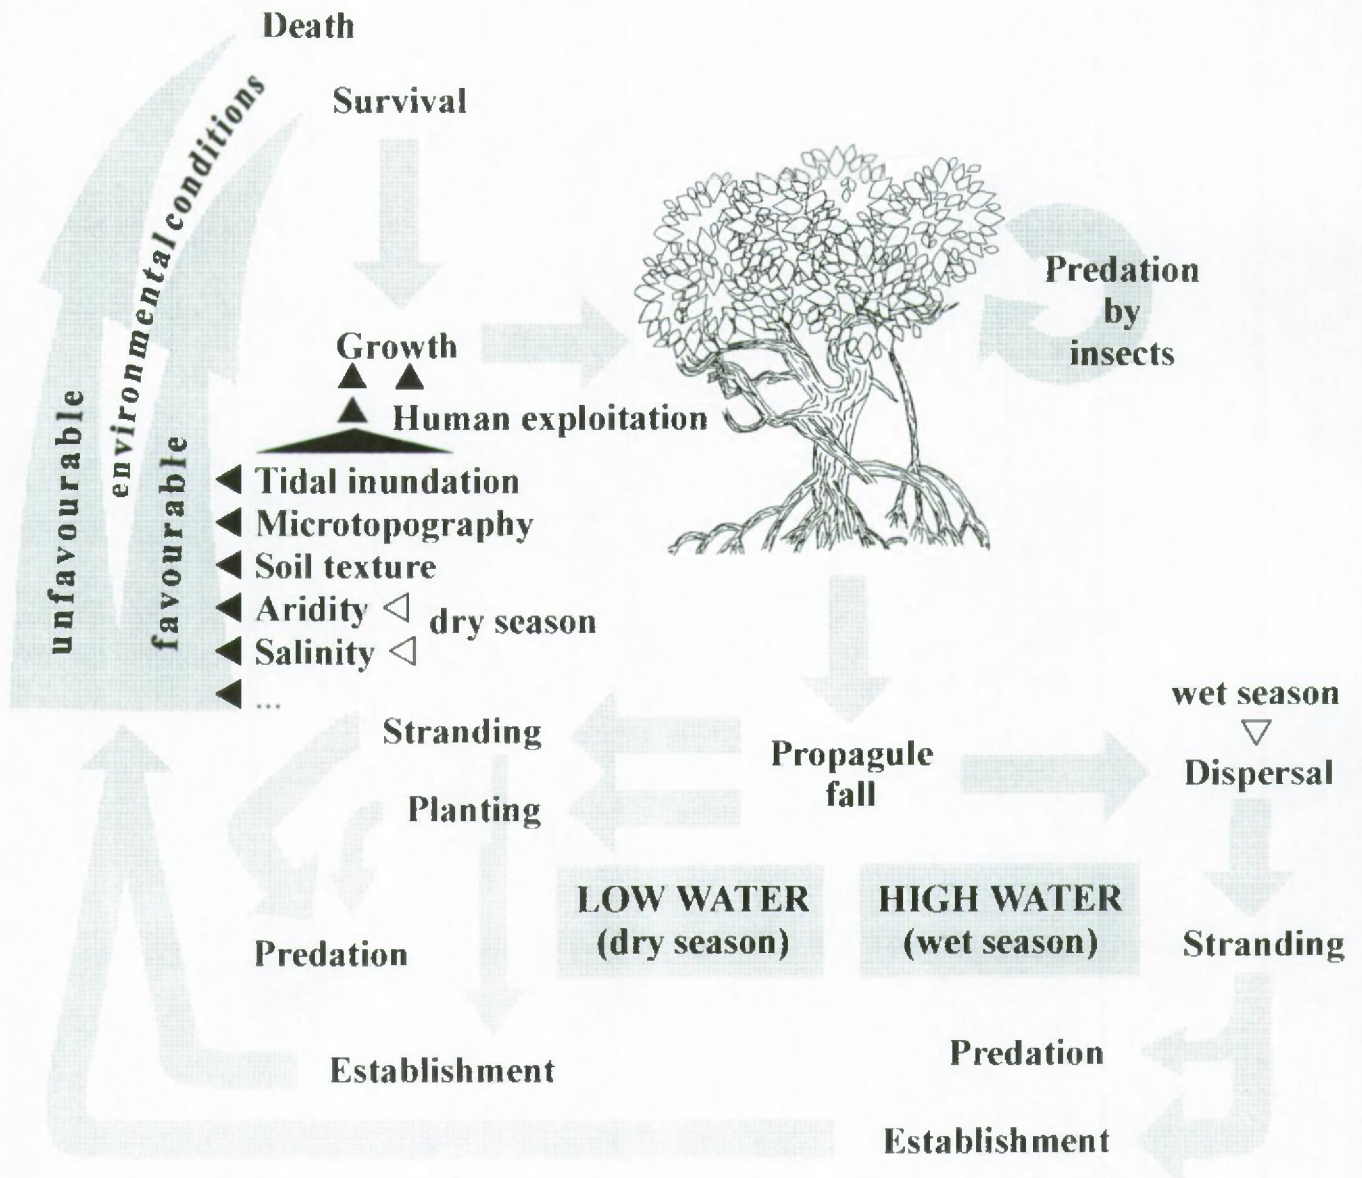 Death
Survival
unfavourable
environmental conditions
favourable
Growth
Human exploitation
Tidal inundation
Microtopography
Soil texture
Aridity
Salinity
dry season
...
Predation
by
insects
Stranding
Planting
Propagule
fall
wet season
Dispersal
LOW WATER
(dry season)
HIGH WATER
(wet season)
Stranding
Predation
Predation
Establishment
Establishment